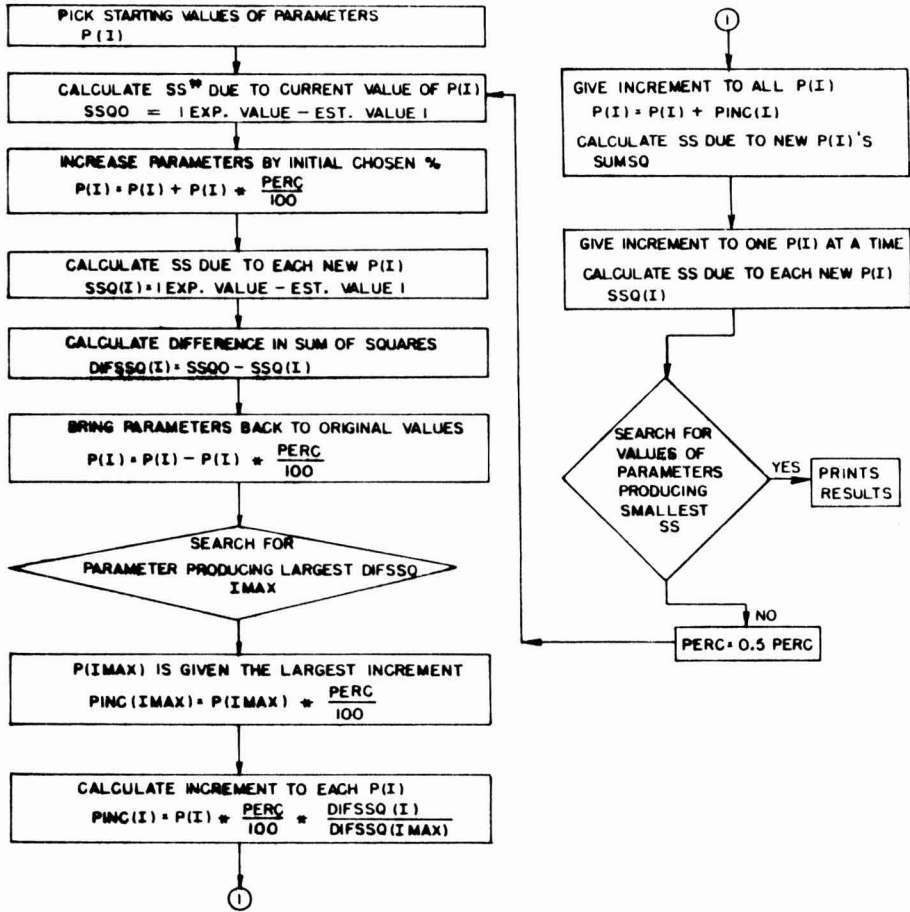 PICK STARTING VALUES OF PARAMETERS
P(I)
CALCULATE SS** DUE TO CURRENT VALUE OF P(I)
SSQO = |EXP. VALUE – EST. VALUE|
INCREASE PARAMETERS BY INITIAL CHOSEN %
P(I) = P(I) + P(I) * PERC
100
CALCULATE SS DUE TO EACH NEW P(I)
SSQ(I) = |EXP. VALUE – EST. VALUE|
CALCULATE DIFFERENCE IN SUM OF SQUARES
DIFSSQ(I) = SSQO – SSQ(I)
BRING PARAMETERS BACK TO ORIGINAL VALUES
P(I) = P(I) – P(I) * PERC
100
SEARCH FOR
PARAMETER PRODUCING LARGEST DIFSSQ
IMAX
P(IMAX) IS GIVEN THE LARGEST INCREMENT
PINC(IMAX) = P(IMAX) * PERC
100
CALCULATE INCREMENT TO EACH P(I)
PINC(I) = P(I) * PERC * DIFSSQ(I)
100 DIFSSQ(IMAX)
1
1
GIVE INCREMENT TO ALL P(I)
P(I) = P(I) + PINC(I)
CALCULATE SS DUE TO NEW P(I)'S
SUMSQ
GIVE INCREMENT TO ONE P(I) AT A TIME
CALCULATE SS DUE TO EACH NEW P(I)
SSQ(I)
SEARCH FOR
VALUES OF
PARAMETERS
PRODUCING
SMALLEST
SS
YES
PRINTS
RESULTS
NO
PERC = 0.5 PERC